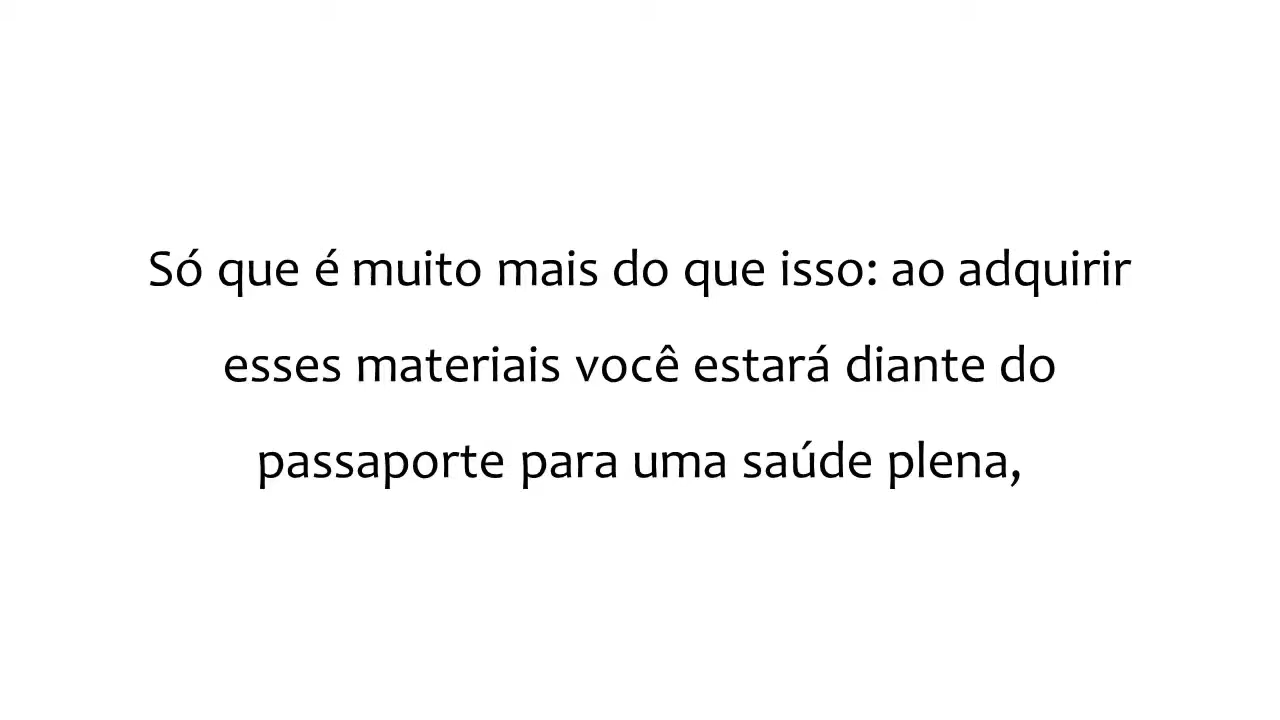 Só que é muito mais do que isso: ao adquirir
esses materiais você estará diante do
passaporte para uma saúde plena,